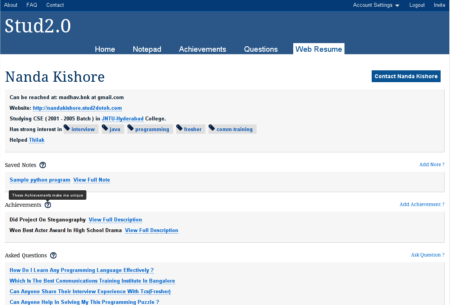 About FAQ Contact Account Settings Logout Invite
Stud2.0
Home Notepad Achievements Questions Web Resume
Nanda Kishore
Contact Nanda Kishore
Can be reached at: madhav.bnk at gmail.com
Website: http://nandakishore.stud2dotoh.com
Studying CSE ( 2001 - 2005 Batch ) in JNTU-Hyderabad College.
Has strong interest in interview java programming fresher comm.training
Helped Thilak
Saved Notes ? Add Note ?
Sample python program View Full Note
These Achievements make me unique
Achievements ? Add Achievement ?
Did Project On Steganography View Full Description
Won Best Actor Award In High School Drama View Full Description
Asked Questions ? Ask Question ?
How Do I Learn Any Programming Language Effectively ?
Which Is The Best Communications Training Institute In Bangalore
Can Anyone Share Their Interview Experience With Tcs(Fresher)
Can Anyone Help In Solving My This Programming Puzzle ?